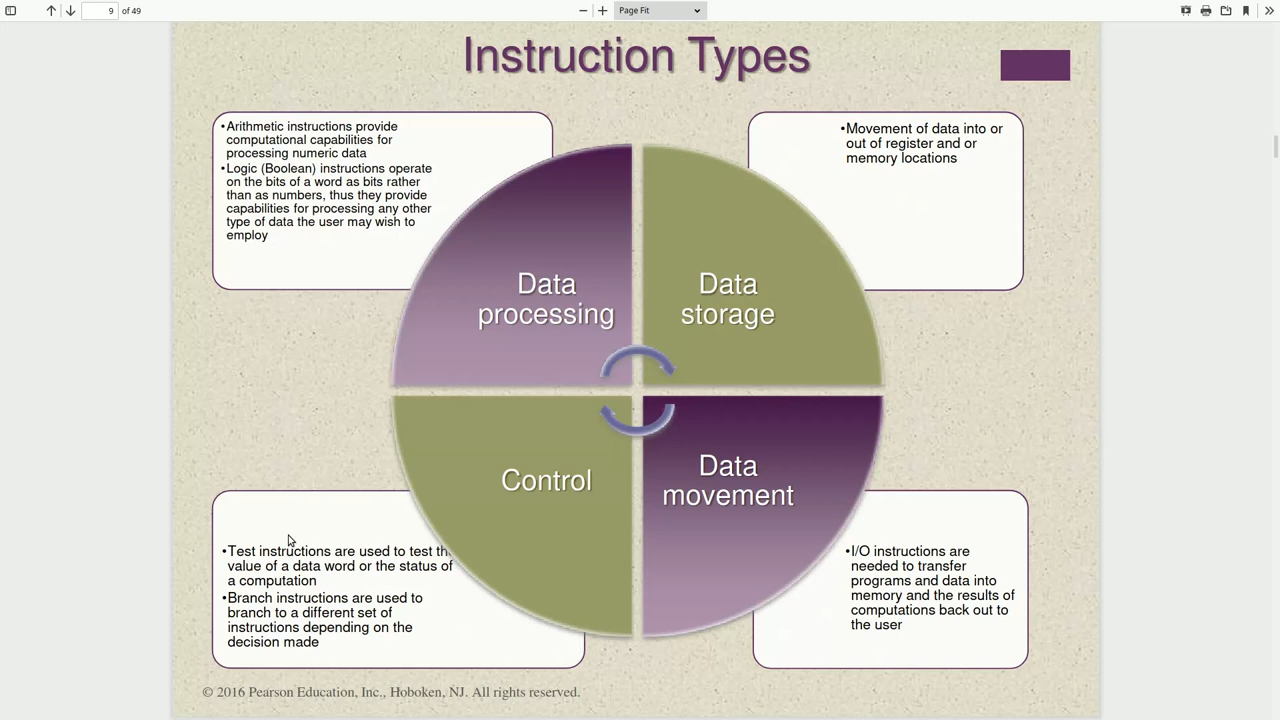 9 of 49
Page Fit
Instruction Types
•Arithmetic instructions provide
computational capabilities for
processing numeric data
•Logic (Boolean) instructions operate
on the bits of a word as bits rather
than as numbers, thus they provide
capabilities for processing any other
type of data the user may wish to
employ
•Movement of data into or
out of register and or
memory locations
Data
processing
Data
storage
Control
Data
movement
•Test instructions are used to test the
value of a data word or the status of
a computation
•Branch instructions are used to
branch to a different set of
instructions depending on the
decision made
•I/O instructions are
needed to transfer
programs and data into
memory and the results of
computations back out to
the user
© 2016 Pearson Education, Inc., Hoboken, NJ. All rights reserved.